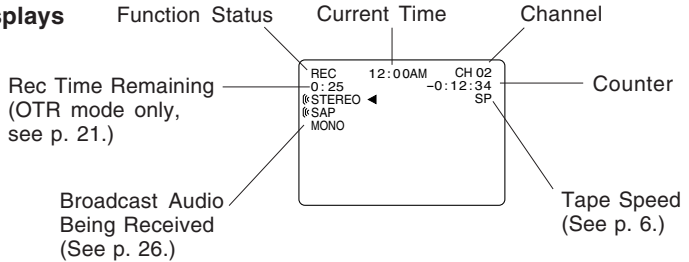 splays
Function Status
Current Time
Channel
REC 12:00AM CH 02
0:25 -0:12:34
STEREO ◄ SP
SAP
MONO
Rec Time Remaining
(OTR mode only,
see p. 21.)
Counter
Broadcast Audio
Being Received
(See p. 26.)
Tape Speed
(See p. 6.)